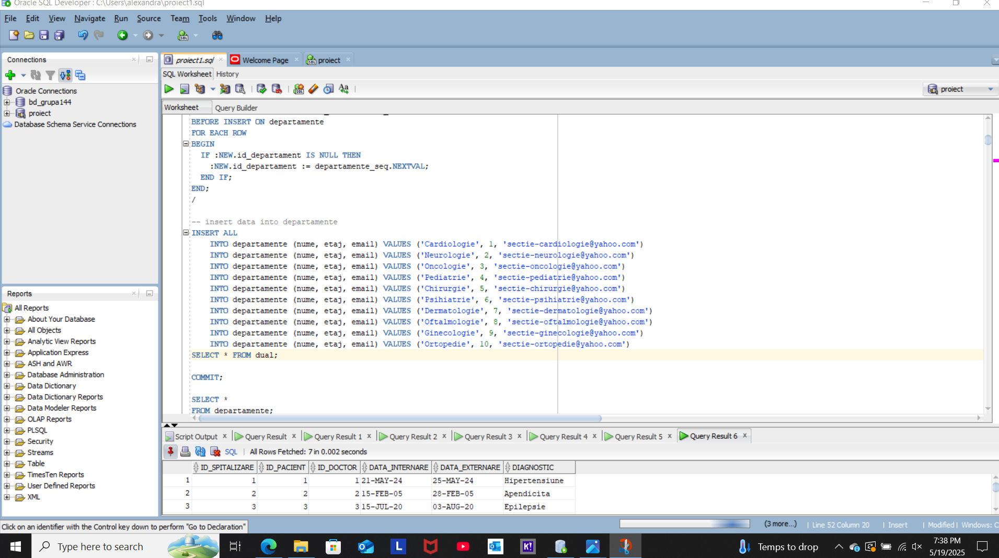 Oracle SQL Developer : C:\Users\alexandra\proiect1.sql
File Edit View Navigate Run Source Team Tools Window Help
Connections
Oracle Connections
bd_grupa144
proiect
Database Schema Service Connections
Reports
All Reports
About Your Database
All Objects
Analytic View Reports
Application Express
ASH and AWR
Database Administration
Data Dictionary
Data Dictionary Reports
Data Modeler Reports
OLAP Reports
PLSQL
Security
Streams
Table
TimesTen Reports
User Defined Reports
XML
proiect1.sql Welcome Page proiect
SQL Worksheet History
proiect
Worksheet Query Builder
BEFORE INSERT ON departamente
FOR EACH ROW
BEGIN
IF :NEW.id_departament IS NULL THEN
:NEW.id_departament := departamente_seq.NEXTVAL;
END IF;
END;
/
-- insert data into departamente
INSERT ALL
INTO departamente (nume, etaj, email) VALUES ('Cardiologie', 1, 'sectie-cardiologie@yahoo.com')
INTO departamente (nume, etaj, email) VALUES ('Neurologie', 2, 'sectie-neurologie@yahoo.com')
INTO departamente (nume, etaj, email) VALUES ('Oncologie', 3, 'sectie-oncologie@yahoo.com')
INTO departamente (nume, etaj, email) VALUES ('Pediatrie', 4, 'sectie-pediatrie@yahoo.com')
INTO departamente (nume, etaj, email) VALUES ('Chirurgie', 5, 'sectie-chirurgie@yahoo.com')
INTO departamente (nume, etaj, email) VALUES ('Psihiatrie', 6, 'sectie-psihiatrie@yahoo.com')
INTO departamente (nume, etaj, email) VALUES ('Dermatologie', 7, 'sectie-dermatologie@yahoo.com')
INTO departamente (nume, etaj, email) VALUES ('Oftalmologie', 8, 'sectie-oftalmologie@yahoo.com')
INTO departamente (nume, etaj, email) VALUES ('Ginecologie', 9, 'sectie-ginecologie@yahoo.com')
INTO departamente (nume, etaj, email) VALUES ('Ortopedie', 10, 'sectie-ortopedie@yahoo.com')
SELECT * FROM dual;
COMMIT;
SELECT *
FROM departamente;
Script Output Query Result Query Result 1 Query Result 2 Query Result 3 Query Result 4 Query Result 5 Query Result 6
SQL All Rows Fetched: 7 in 0.002 seconds
ID_SPITALIZARE ID_PACIENT ID_DOCTOR DATA_INTERNARE DATA_EXTERNARE DIAGNOSTIC
1 1 1 1 21-MAY-24 25-MAY-24 Hipertensiune
2 2 2 2 15-FEB-05 28-FEB-05 Apendicita
3 3 3 3 15-JUL-20 03-AUG-20 Epilepsie
Click on an identifier with the Control key down to perform "Go to Declaration"
(3 more...) Line 52 Column 20 Insert Modified Windows: C
Type here to search
L
K!
Temps to drop
7:38 PM
5/19/2025